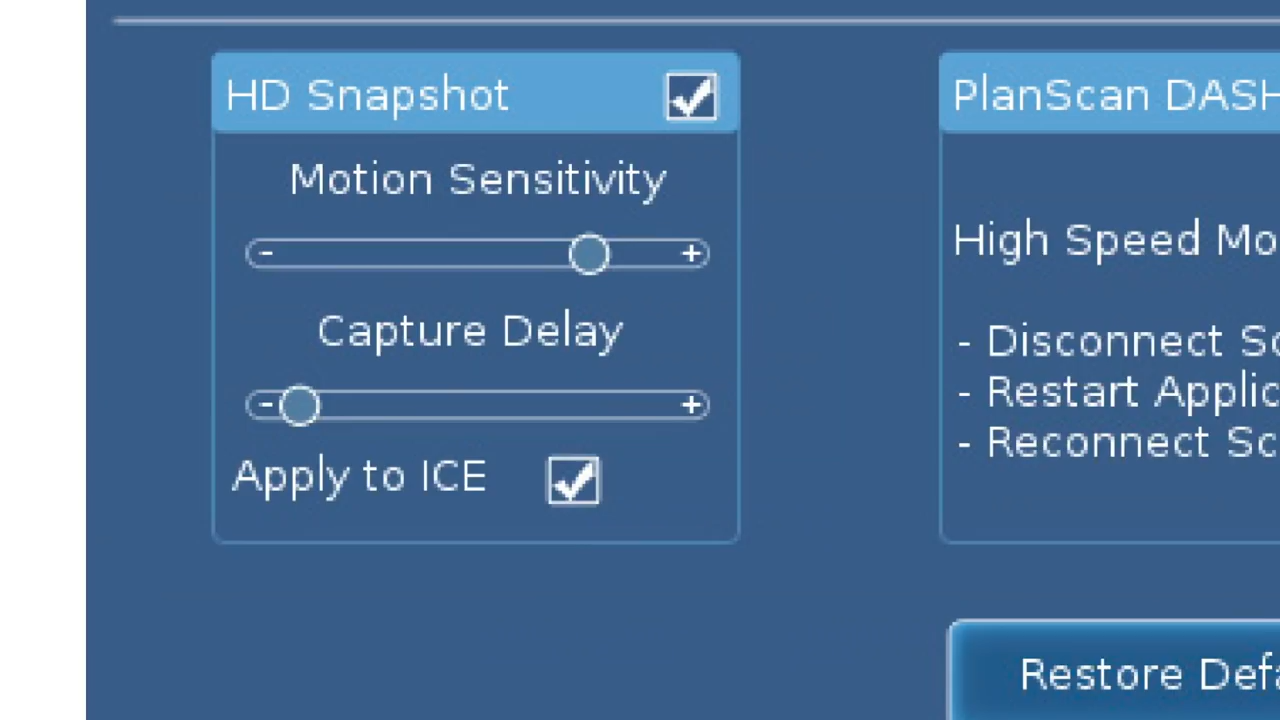 HD Snapshot
Motion Sensitivity
- +
Capture Delay
- +
Apply to ICE
PlanScan DASH
High Speed Mo
- Disconnect Sc
- Restart Applic
- Reconnect Sc
Restore Defa